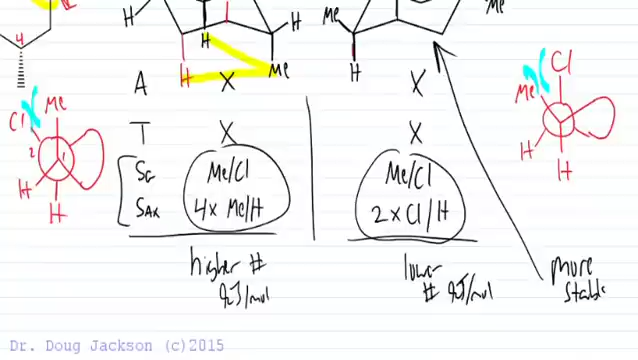 4
H
H
H
Me
H
Me
H
Me
Cl
Me
H
H
Cl
Me
2
1
H
H
A X X
T X X
SG Me/Cl Me/Cl
SAX 4x Me/H 2x Cl/H
higher # lower
kJ/mol # kJ/mol
more
stable
Dr. Doug Jackson (c)2015